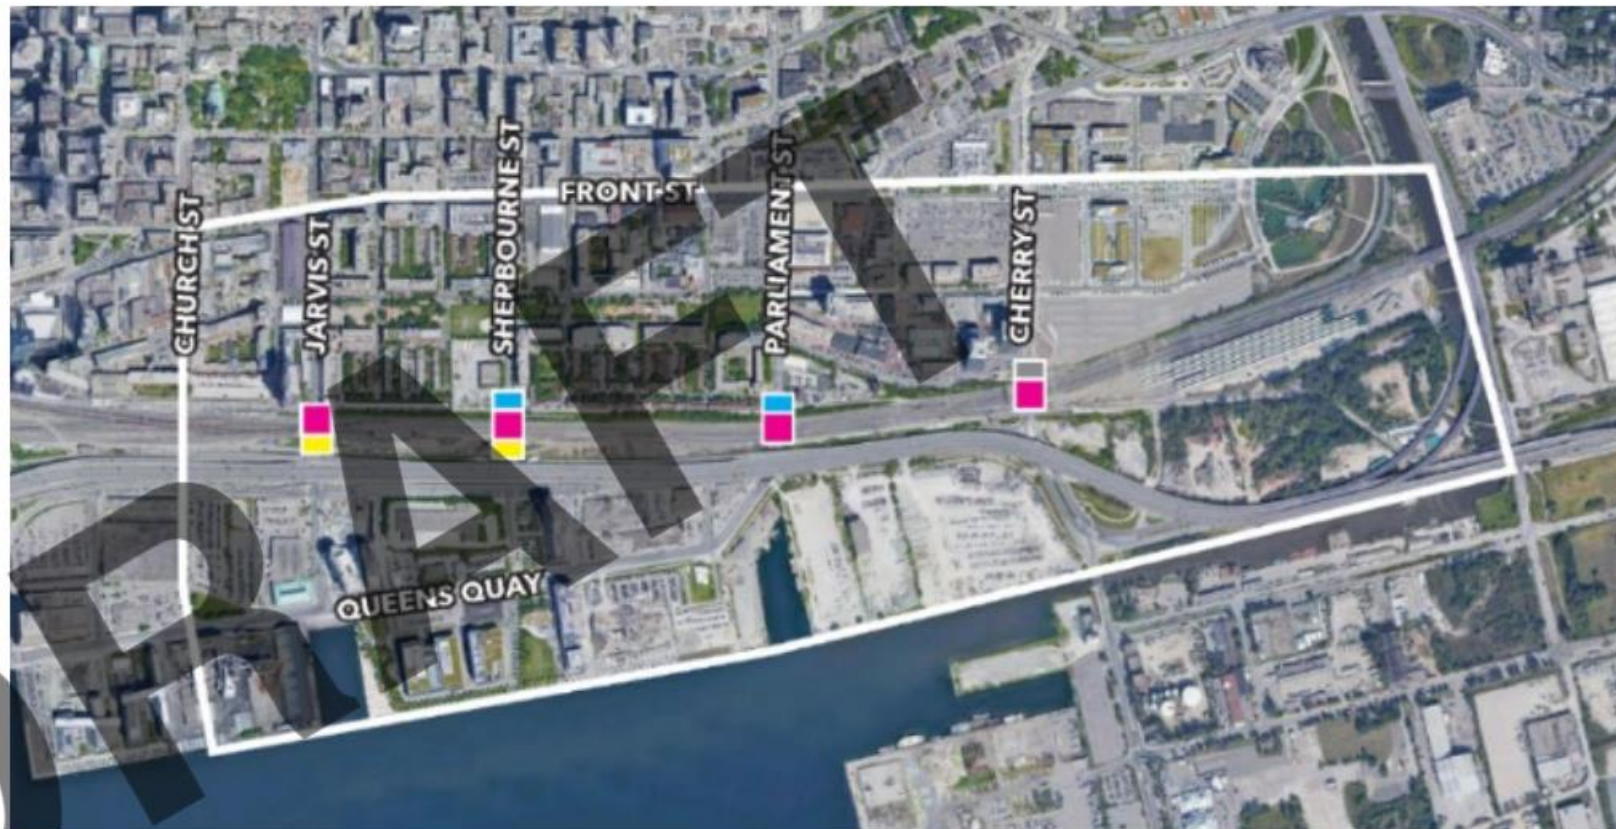 SHEPBOURNE ST
PARLIAMENT ST
FRONT ST
CHURCH ST
JARVIS ST
CHERRY ST
QUEENS QUAY
DRAFT